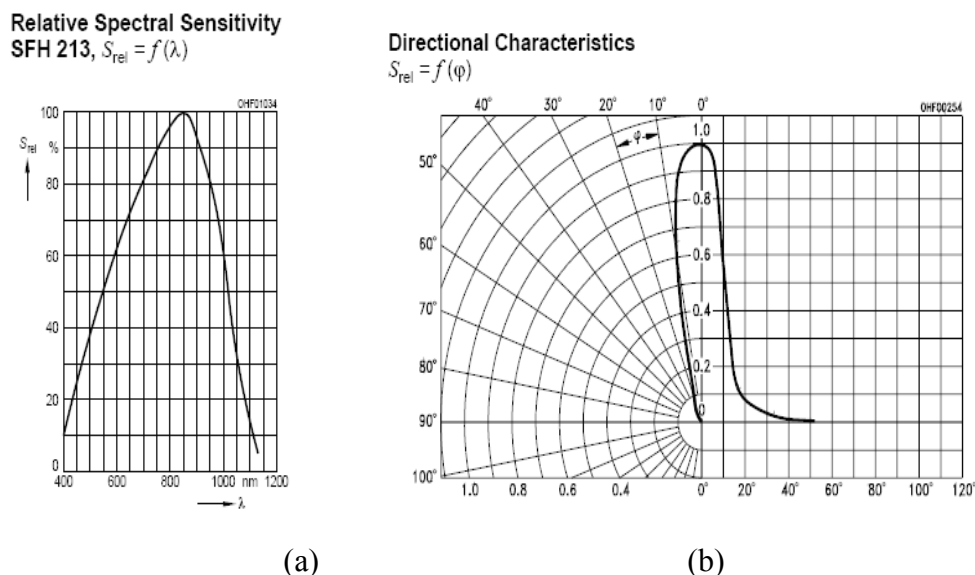 Relative Spectral Sensitivity
SFH 213, S_rel = f(λ)
OHF01034
100
S_rel %
80
60
40
20
0
400 600 800 1000 nm 1200
λ
(a)
Directional Characteristics
S_rel = f(φ)
40° 30° 20° 10° 0°
OHF00254
50°
60°
70°
80°
90°
100°
φ
1.0
0.8
0.6
0.4
0.2
0
1.0 0.8 0.6 0.4 0° 20° 40° 60° 80° 100° 120°
(b)